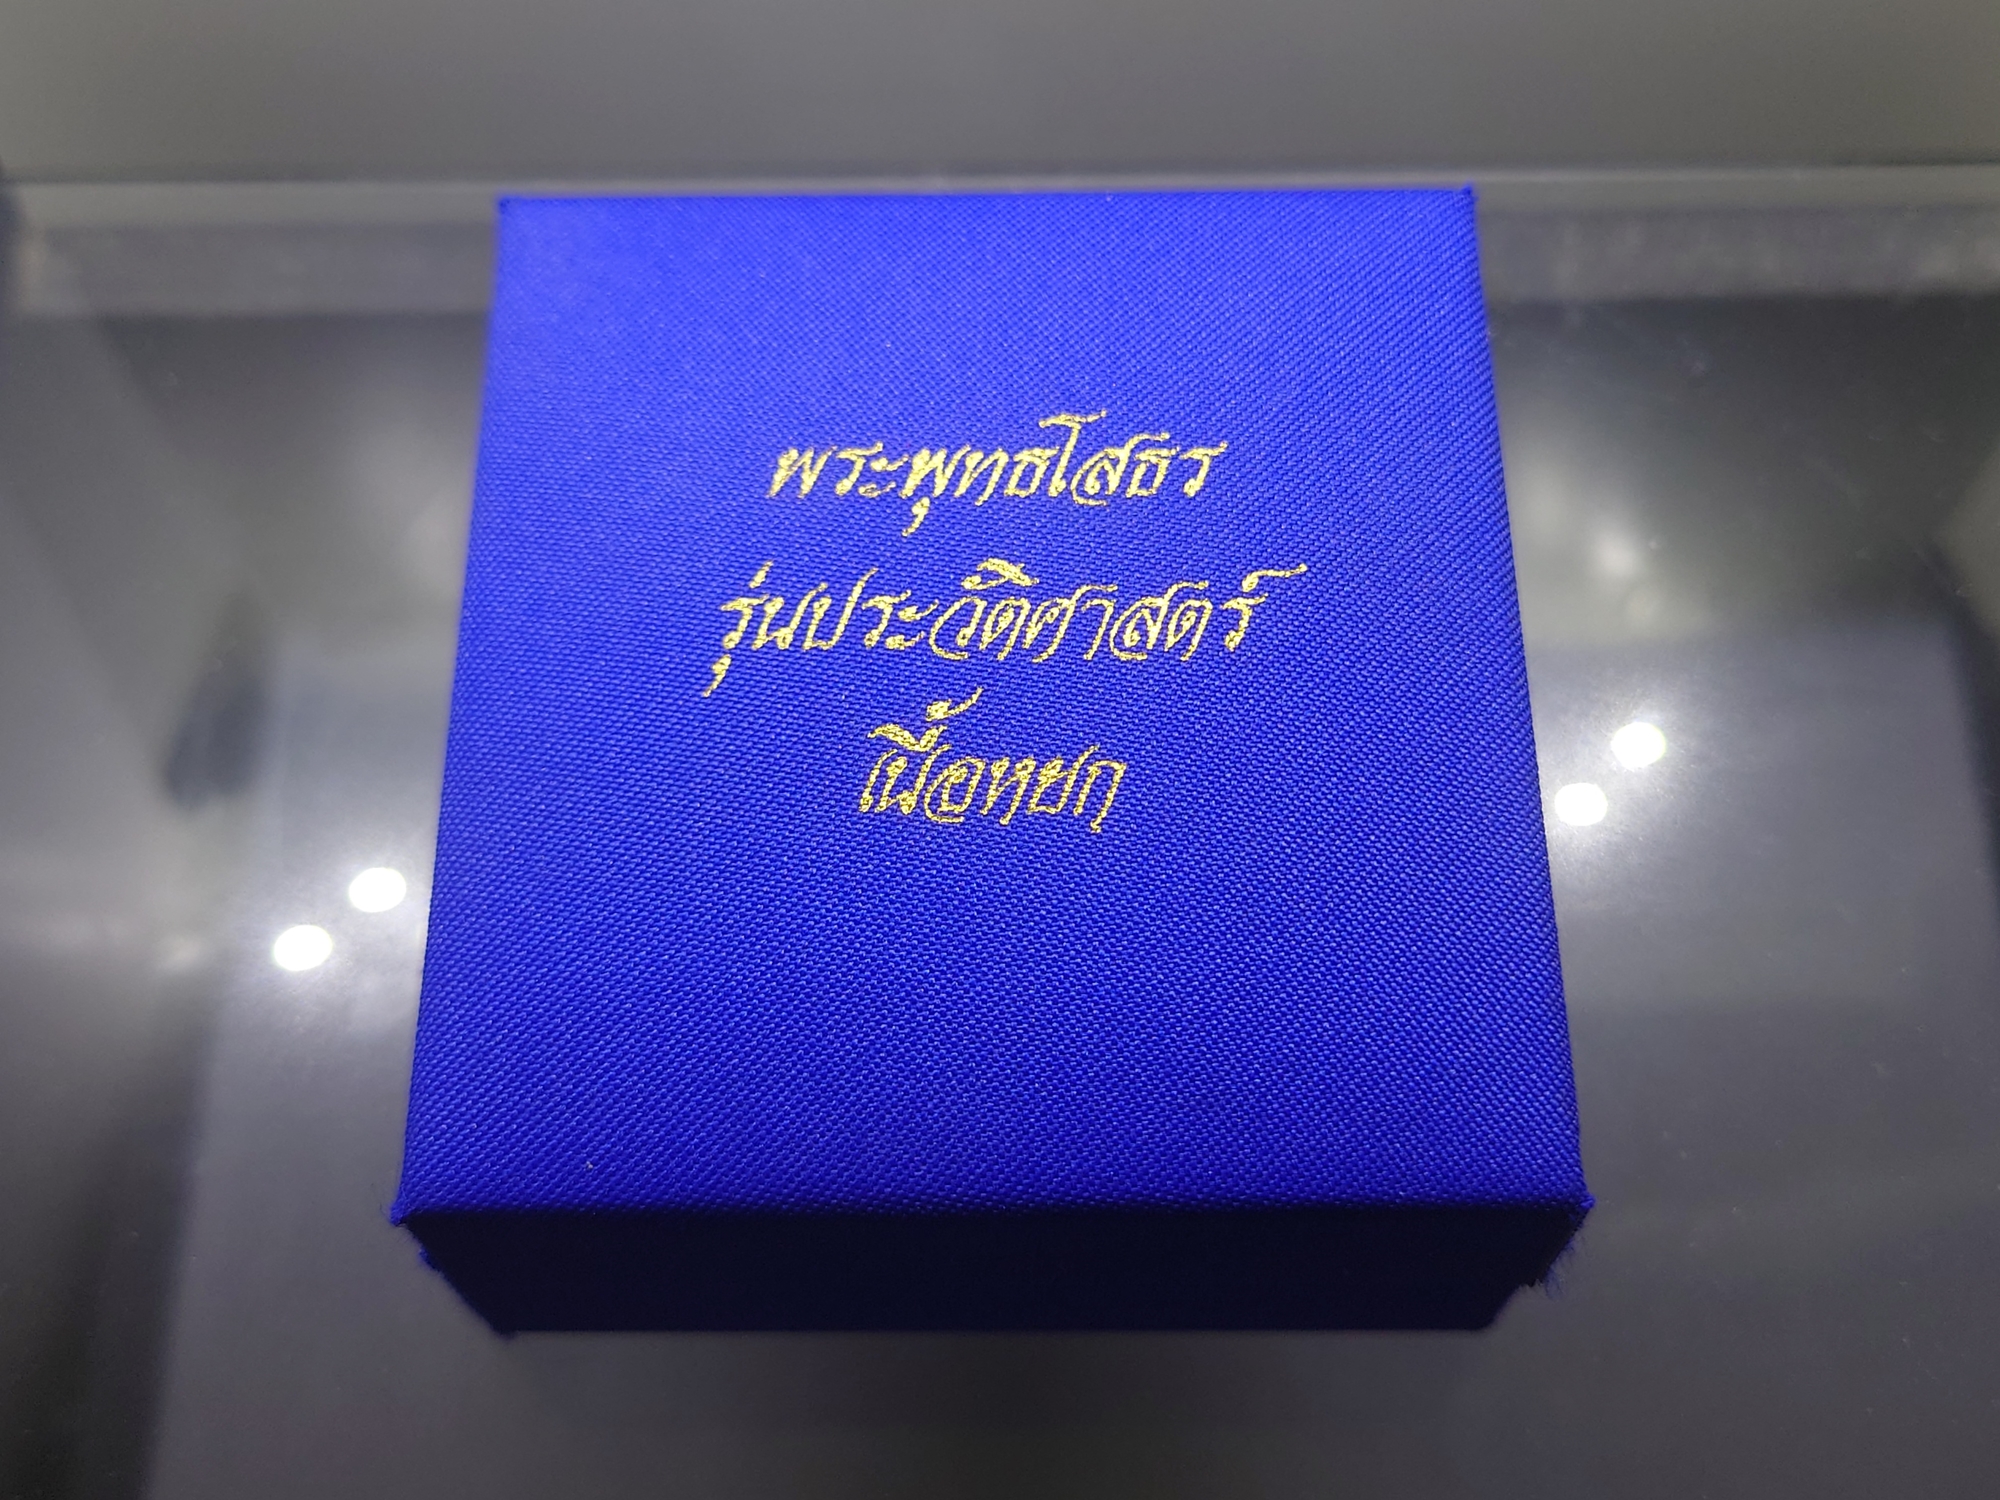 พระพุทธโสธร
รุ่นประวัติศาสตร์
เนื้อหยก